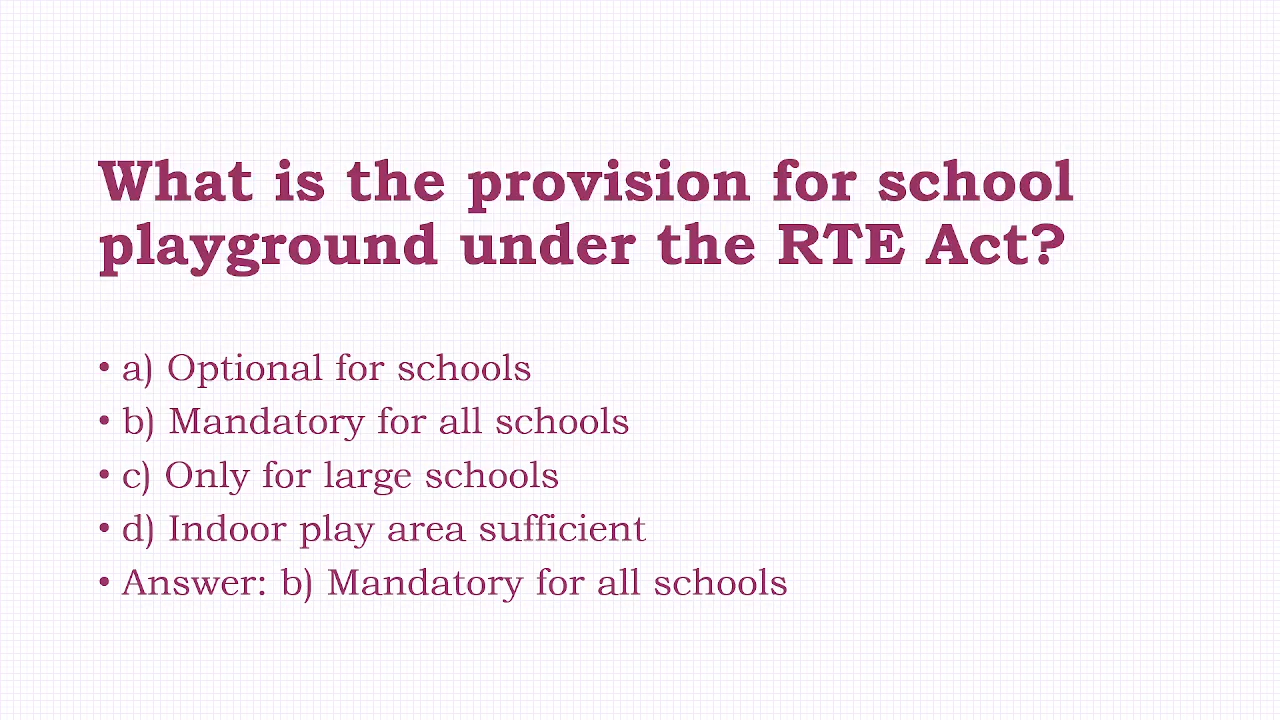 What is the provision for school
playground under the RTE Act?
• a) Optional for schools
• b) Mandatory for all schools
• c) Only for large schools
• d) Indoor play area sufficient
• Answer: b) Mandatory for all schools